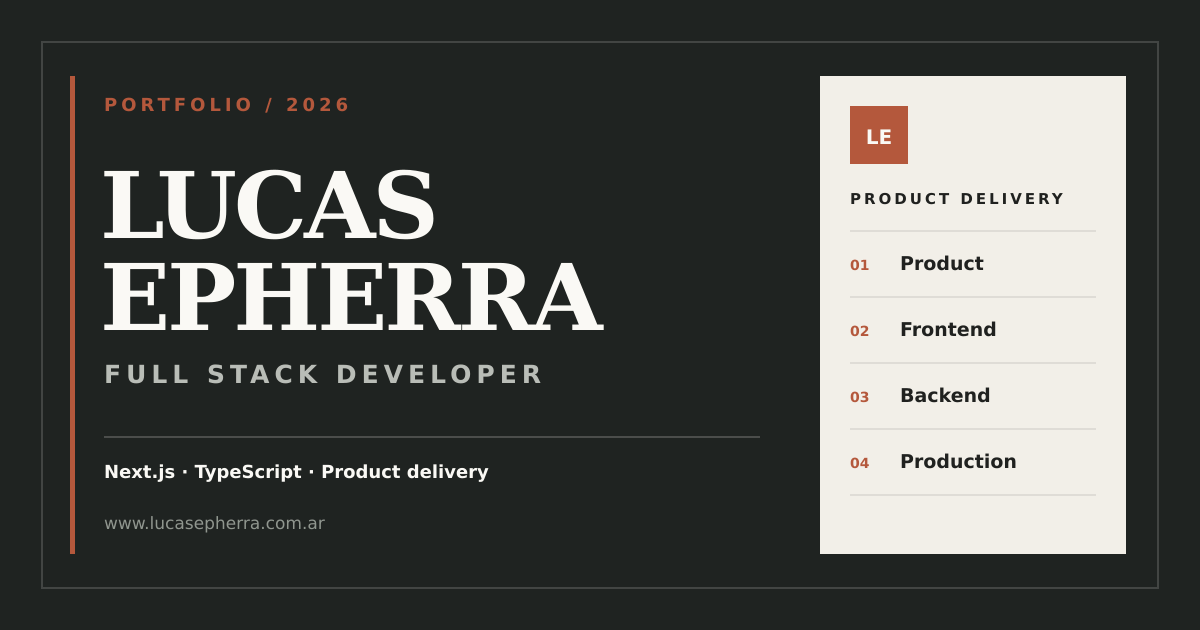 PORTFOLIO / 2026
LUCAS
EPHERRA
FULL STACK DEVELOPER
Next.js · TypeScript · Product delivery
www.lucasepherra.com.ar
LE
PRODUCT DELIVERY
01 Product
02 Frontend
03 Backend
04 Production